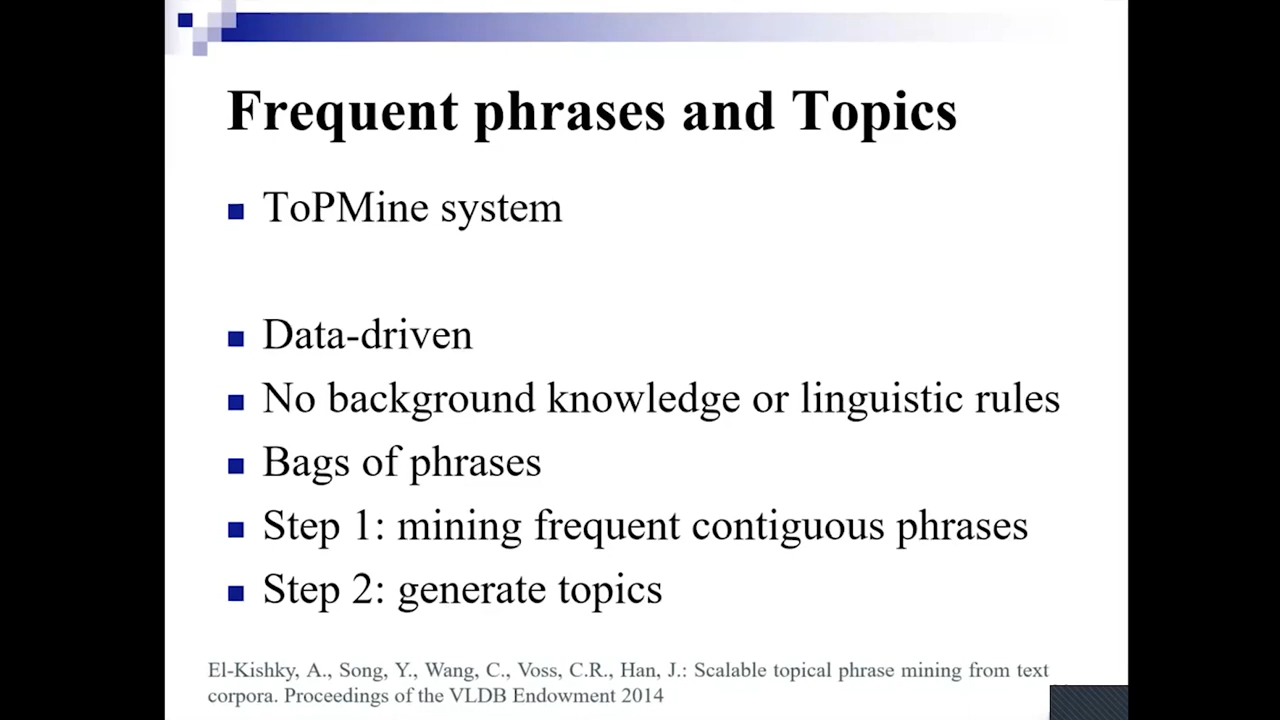 Frequent phrases and Topics
ToPMine system
Data-driven
No background knowledge or linguistic rules
Bags of phrases
Step 1: mining frequent contiguous phrases
Step 2: generate topics
El-Kishky, A., Song, Y., Wang, C., Voss, C.R., Han, J.: Scalable topical phrase mining from text
corpora. Proceedings of the VLDB Endowment 2014